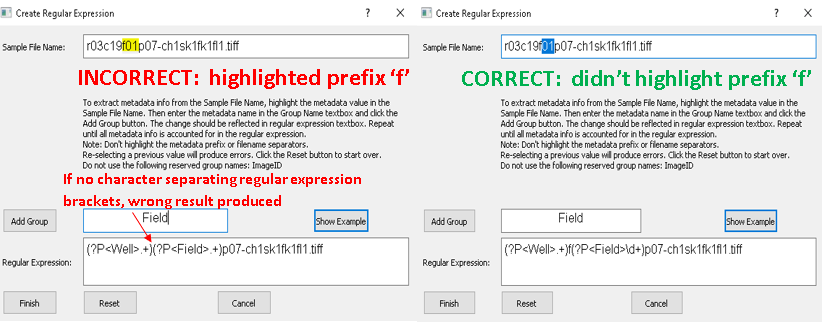 Create Regular Expression ? ×
Sample File Name: r03c19f01p07-ch1sk1fk1fl1.tiff
INCORRECT: highlighted prefix ‘f’
To extract metadata info from the Sample File Name, highlight the metadata value in the
Sample File Name. Then enter the metadata name in the Group Name textbox and click the
Add Group button. The change should be reflected in regular expression textbox. Repeat
until all metadata info is accounted for in the regular expression.
Note: Don't highlight the metadata prefix or filename separators.
Re-selecting a previous value will produce errors. Click the Reset button to start over.
Do not use the following reserved group names: ImageID
If no character separating regular expression
brackets, wrong result produced
Add Group Field Show Example
Regular Expression: (?P<Well>.+)(?P<Field>.+)p07-ch1sk1fk1fl1.tiff
Finish Reset Cancel
Create Regular Expression ? ×
Sample File Name: r03c19f01p07-ch1sk1fk1fl1.tiff
CORRECT: didn’t highlight prefix ‘f’
To extract metadata info from the Sample File Name, highlight the metadata value in the
Sample File Name. Then enter the metadata name in the Group Name textbox and click the
Add Group button. The change should be reflected in regular expression textbox. Repeat
until all metadata info is accounted for in the regular expression.
Note: Don't highlight the metadata prefix or filename separators.
Re-selecting a previous value will produce errors. Click the Reset button to start over.
Do not use the following reserved group names: ImageID
Add Group Field Show Example
Regular Expression: (?P<Well>.+)f(?P<Field>\d+)p07-ch1sk1fk1fl1.tiff
Finish Reset Cancel